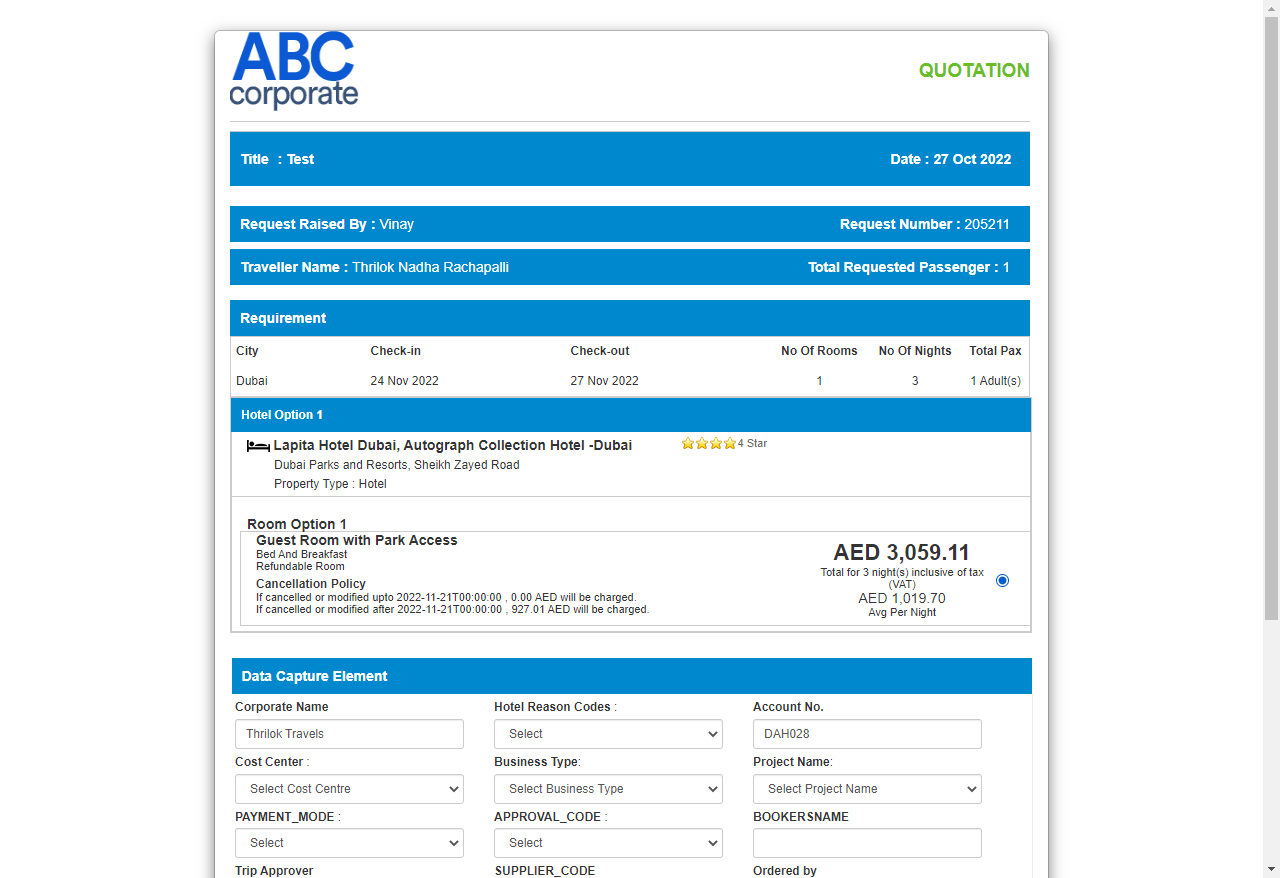 ABC
corporate
QUOTATION
Title : Test Date : 27 Oct 2022
Request Raised By : Vinay Request Number : 205211
Traveller Name : Thrilok Nadha Rachapalli Total Requested Passenger : 1
Requirement
City Check-in Check-out No Of Rooms No Of Nights Total Pax
Dubai 24 Nov 2022 27 Nov 2022 1 3 1 Adult(s)
Hotel Option 1
Lapita Hotel Dubai, Autograph Collection Hotel -Dubai 4 Star
Dubai Parks and Resorts, Sheikh Zayed Road
Property Type : Hotel
Room Option 1
Guest Room with Park Access
Bed And Breakfast
Refundable Room
Cancellation Policy
If cancelled or modified upto 2022-11-21T00:00:00 , 0.00 AED will be charged.
If cancelled or modified after 2022-11-21T00:00:00 , 927.01 AED will be charged.
AED 3,059.11
Total for 3 night(s) inclusive of tax
(VAT)
AED 1,019.70
Avg Per Night
Data Capture Element
Corporate Name Hotel Reason Codes : Account No.
Thrilok Travels Select DAH028
Cost Center : Business Type: Project Name:
Select Cost Centre Select Business Type Select Project Name
PAYMENT_MODE : APPROVAL_CODE : BOOKERSNAME
Select Select
Trip Approver SUPPLIER_CODE Ordered by